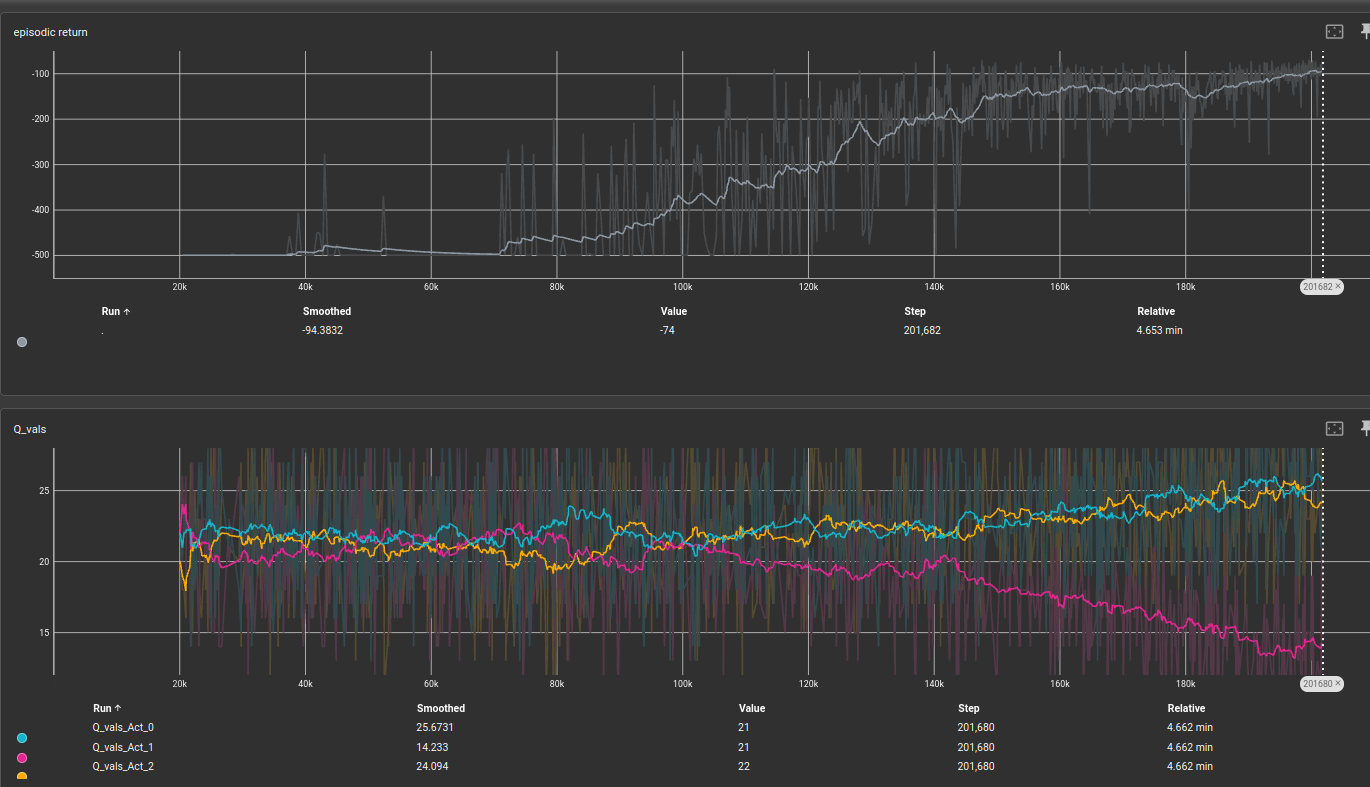 episodic return
-100
-200
-300
-400
-500
20k 40k 60k 80k 100k 120k 140k 160k 180k 201682 ×
Run ↑ Smoothed Value Step Relative
. -94.3832 -74 201,682 4.653 min
Q_vals
25
20
15
20k 40k 60k 80k 100k 120k 140k 160k 180k 201680 ×
Run ↑ Smoothed Value Step Relative
Q_vals_Act_0 25.6731 21 201,680 4.662 min
Q_vals_Act_1 14.233 21 201,680 4.662 min
Q_vals_Act_2 24.094 22 201,680 4.662 min